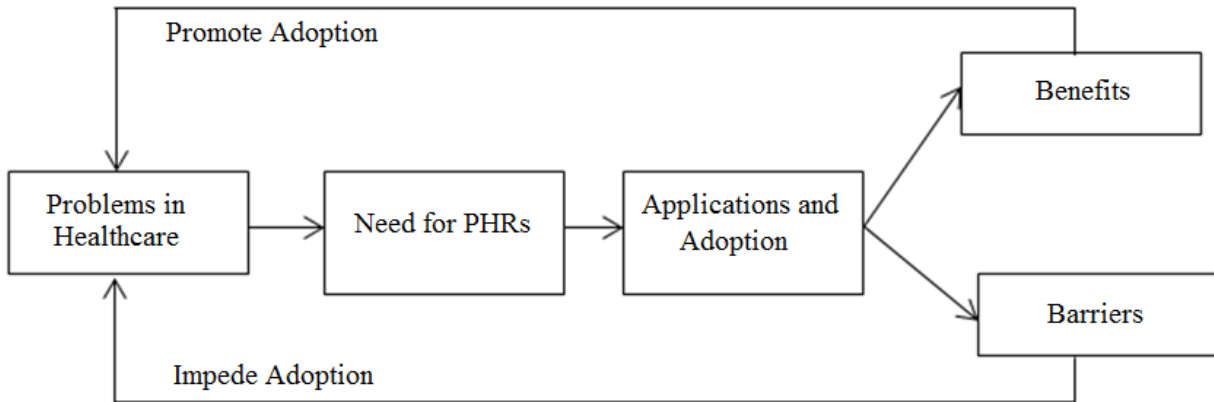 Promote Adoption
Benefits
Problems in
Healthcare
Need for PHRs
Applications and
Adoption
Barriers
Impede Adoption